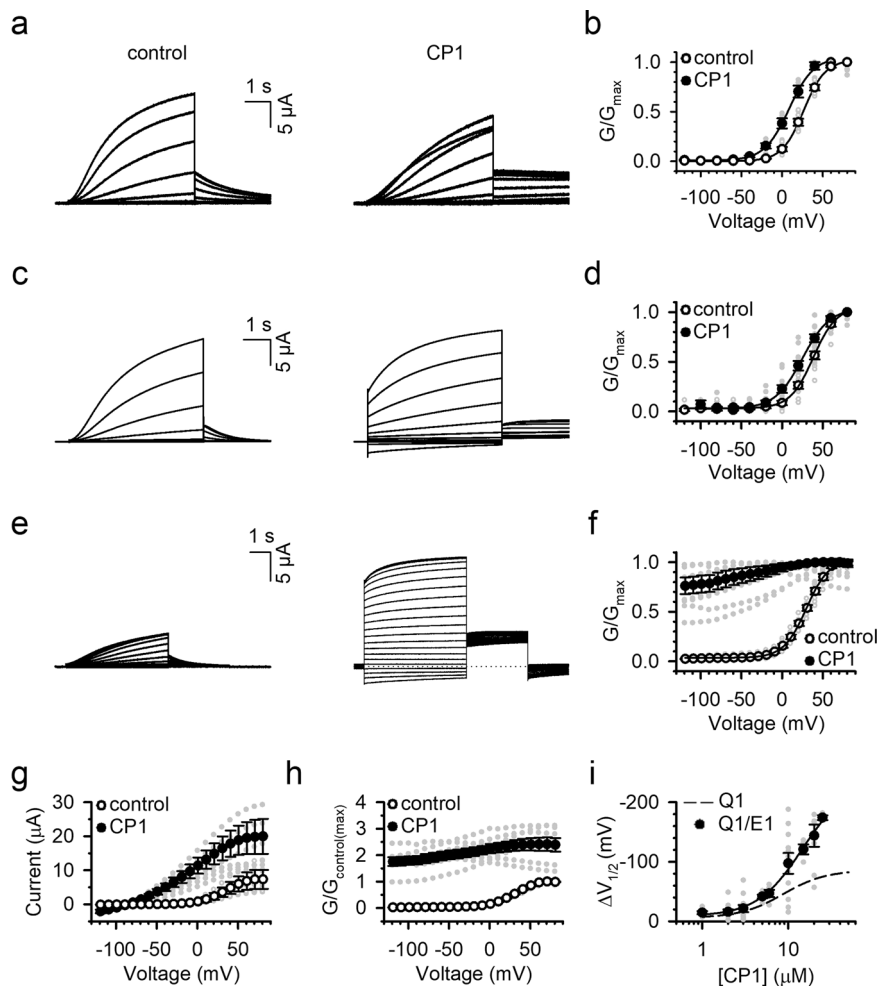 a
control
CP1
1 s
5 μA
b
control
CP1
G/Gmax
1.0
0.5
0.0
-100 -50 0 50
Voltage (mV)
c
1 s
5 μA
d
control
CP1
G/Gmax
1.0
0.5
0.0
-100 -50 0 50
Voltage (mV)
e
1 s
5 μA
f
G/Gmax
1.0
0.5
0.0
control
CP1
-100 -50 0 50
Voltage (mV)
g
control
CP1
Current (μA)
30
20
10
0
-100 -50 0 50
Voltage (mV)
h
control
CP1
G/Gcontrol(max)
4
3
2
1
0
-100 -50 0 50
Voltage (mV)
i
Q1
Q1/E1
ΔV1/2 (mV)
-200
-100
0
1 10
[CP1] (μM)